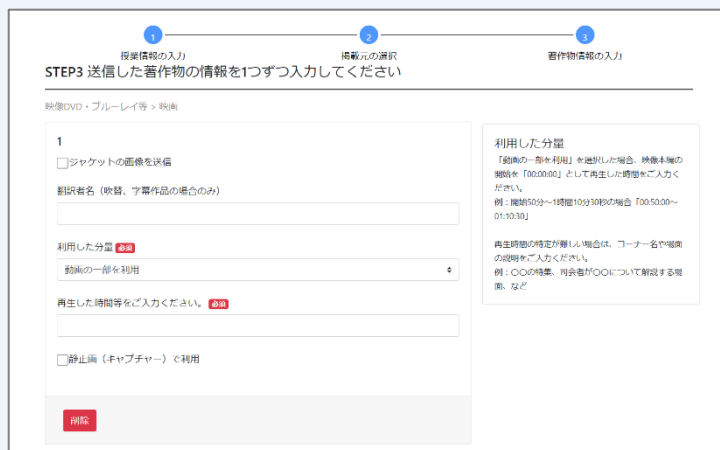 1
2
3
授業情報の入力
掲載元の選択
著作物情報の入力
STEP3 送信した著作物の情報を1つずつ入力してください
映像DVD・ブルーレイ等 > 映画
1
ジャケットの画像を送信
翻訳者名（吹替、字幕作品の場合のみ）
利用した分量 必須
動画の一部を利用
再生した時間等をご入力ください。 必須
静止画（キャプチャー）で利用
削除
利用した分量
「動画の一部を利用」を選択した場合、映像本編の
開始を「00:00:00」として再生した時間をご入力く
ださい。
例：開始50分～1時間10分30秒の場合「00:50:00～
01:10:30」
再生時間の特定が難しい場合は、コーナー名や場面
の説明をご入力ください。
例：〇〇の特集、司会者が〇〇について解説する場
面、など